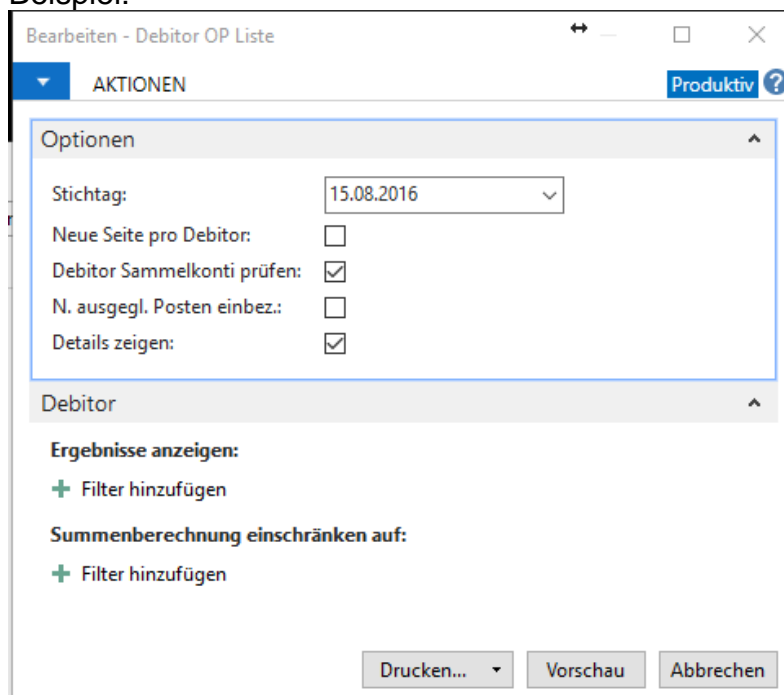 Beispiel:
Bearbeiten - Debitor OP Liste
AKTIONEN
Produktiv ?
Optionen
Stichtag: 15.08.2016
Neue Seite pro Debitor:
Debitor Sammelkonti prüfen:
N. ausgegl. Posten einbez.:
Details zeigen:
Debitor
Ergebnisse anzeigen:
Filter hinzufügen
Summenberechnung einschränken auf:
Filter hinzufügen
Drucken... Vorschau Abbrechen